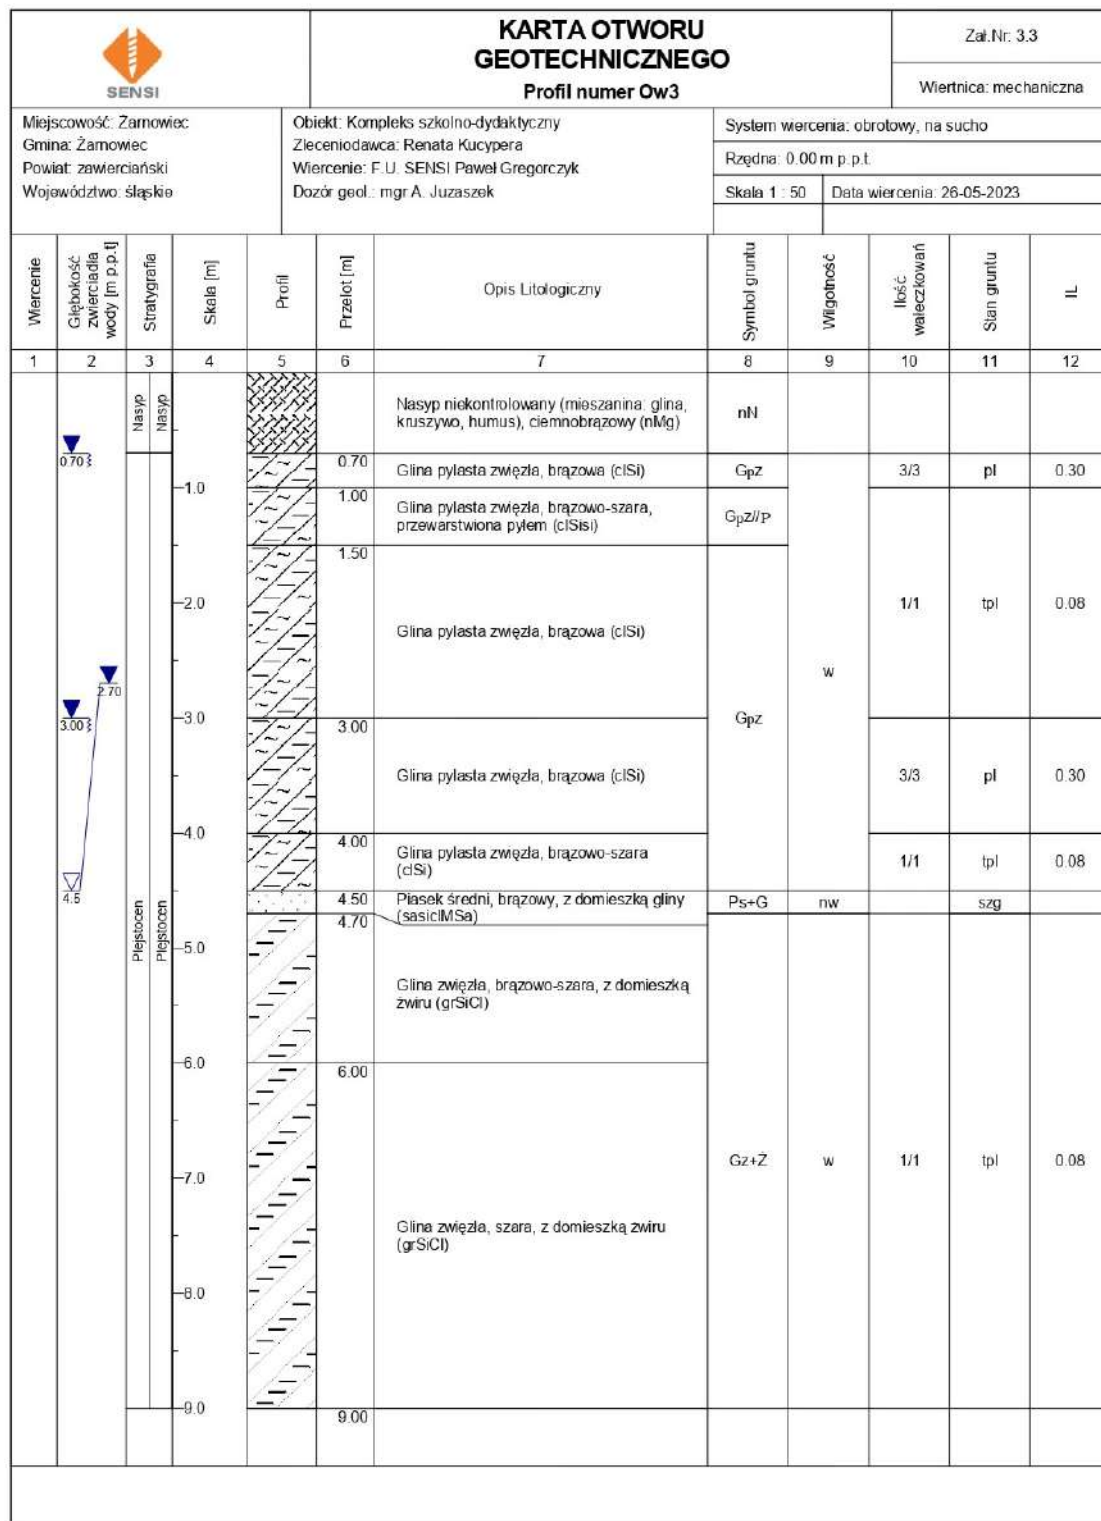 SENSI
KARTA OTWORU
GEOTECHNICZNEGO
Profil numer Ow3
Zał.Nr: 3.3
Wiertnica: mechaniczna
Miejscowość: Żarnowiec
Gmina: Żarnowiec
Powiat: zawierciański
Województwo: śląskie
Obiekt: Kompleks szkolno-dydaktyczny
Zleceniodawca: Renata Kucypera
Wiercenie: F.U. SENSI Paweł Gregorczyk
Dozór geol.: mgr A. Juzaszek
System wiercenia: obrotowy, na sucho
Rzędna: 0.00 m p.p.t.
Skala 1 : 50
Data wiercenia: 26-05-2023
Wiercenie
Głębokość
zwierciadła
wody [m p.p.t]
Stratygrafia
Skala [m]
Profil
Przelot [m]
Opis Litologiczny
Symbol gruntu
Wilgotność
Ilość
wałeczkowań
Stan gruntu
IL
1 2 3 4 5 6 7 8 9 10 11 12
Nasyp
Nasyp
Nasyp niekontrolowany (mieszanina: glina,
kruszywo, humus), ciemnobrązowy (nMg)
nN
0.70
0.70
Glina pylasta zwięzła, brązowa (clSi)
Gpz
3/3
pl
0.30
1.0
1.00
Glina pylasta zwięzła, brązowo-szara,
przewarstwiona pyłem (clSisi)
Gpz//P
1.50
2.0
Glina pylasta zwięzła, brązowa (clSi)
1/1
tpl
0.08
w
2.70
Gpz
3.0
3.00
3.00
Glina pylasta zwięzła, brązowa (clSi)
3/3
pl
0.30
4.0
4.00
Glina pylasta zwięzła, brązowo-szara
(clSi)
1/1
tpl
0.08
4.5
4.50
Piasek średni, brązowy, z domieszką gliny
(sasiclMSa)
Ps+G
nw
szg
4.70
Plejstocen
Plejstocen
5.0
Glina zwięzła, brązowo-szara, z domieszką
żwiru (grSiCl)
6.0
6.00
7.0
Gz+Ż
w
1/1
tpl
0.08
Glina zwięzła, szara, z domieszką żwiru
(grSiCl)
8.0
9.0
9.00